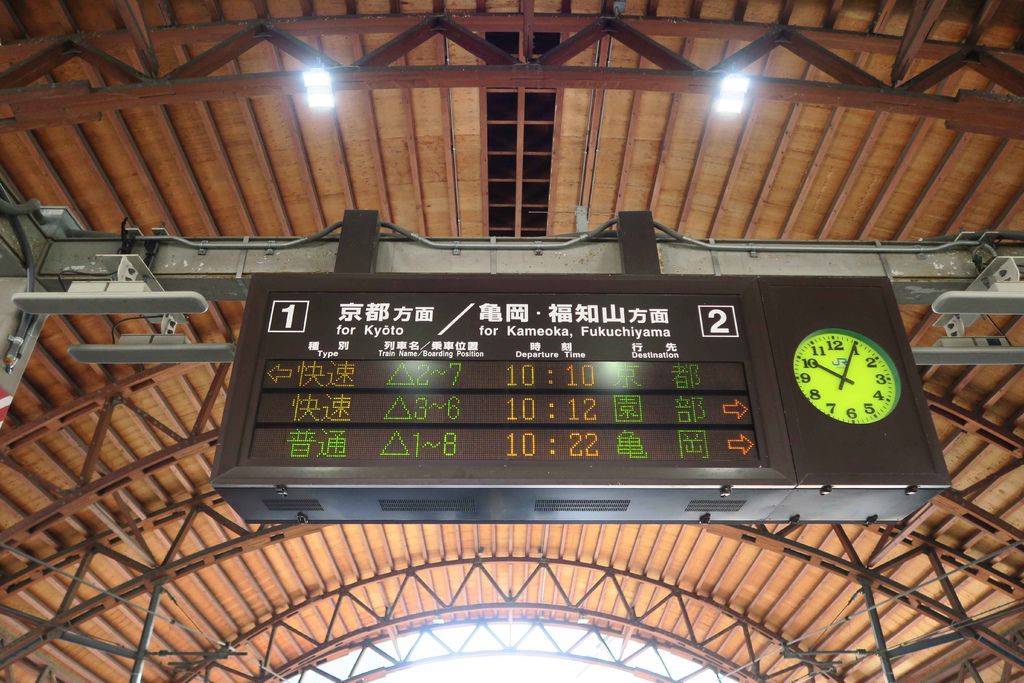 1 京都方面 ／ 亀岡・福知山方面 2
for Kyōto for Kameoka, Fukuchiyama
種別 列車名／乗車位置 時刻 行先
Type Train Name/Boarding Position Departure Time Destination
⇦快速 △2~7 10:10 京都
快速 △3~6 10:12 園部 ⇨
普通 △1~8 10:22 亀岡 ⇨
JR
12 1 2 3 4 5 6 7 8 9 10 11